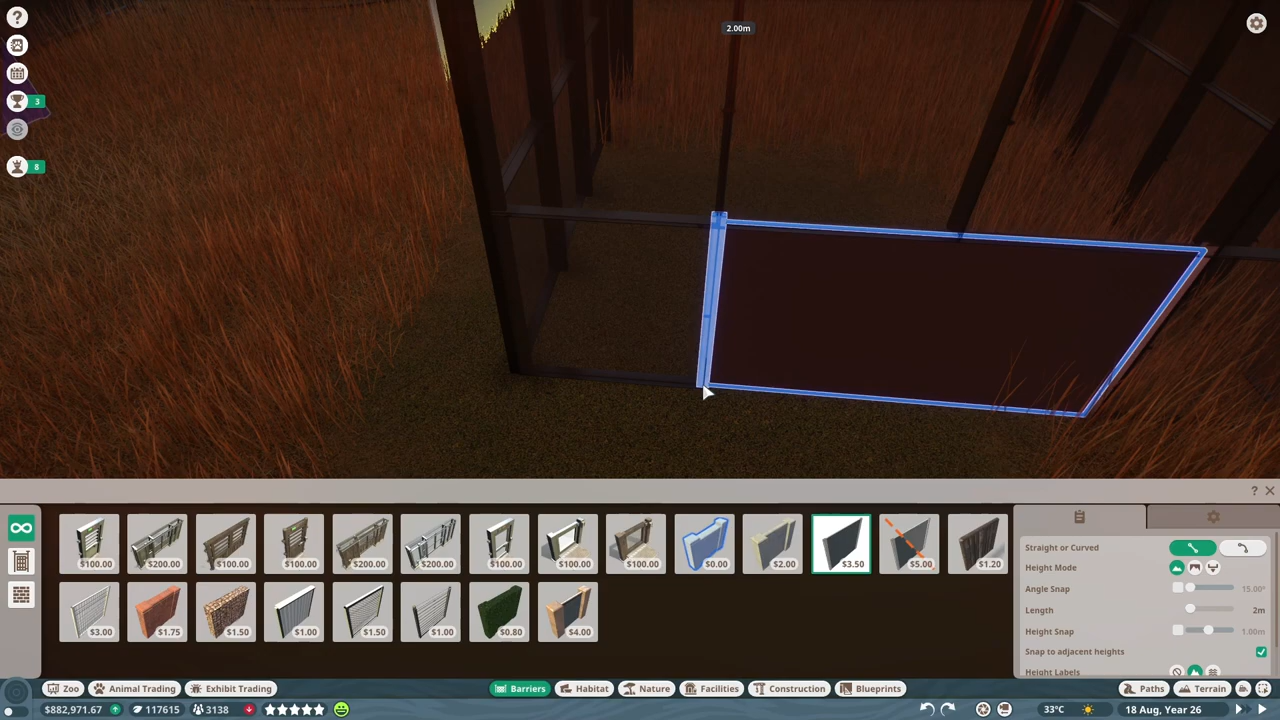 2.00m
?
3
8
?
$100.00
$200.00
$100.00
$100.00
$200.00
$200.00
$100.00
$100.00
$100.00
$0.00
$2.00
$3.50
$5.00
$1.20
$3.00
$1.75
$1.50
$1.00
$1.50
$1.00
$0.80
$4.00
Straight or Curved
Height Mode
Angle Snap 15.00°
Length 2m
Height Snap 1.00m
Snap to adjacent heights
Height Labels
Zoo Animal Trading Exhibit Trading Barriers Habitat Nature Facilities Construction Blueprints Paths Terrain
$882,971.67 117615 3138 33°C 18 Aug, Year 26